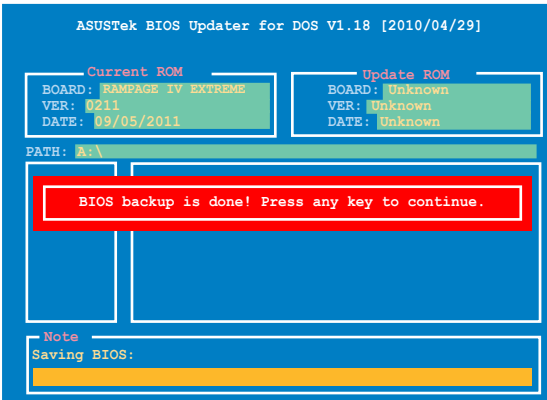 ASUSTek BIOS Updater for DOS V1.18 [2010/04/29]
Current ROM
BOARD: RAMPAGE IV EXTREME
VER: 0211
DATE: 09/05/2011
Update ROM
BOARD: Unknown
VER: Unknown
DATE: Unknown
PATH: A:\
BIOS backup is done! Press any key to continue.
Note
Saving BIOS: